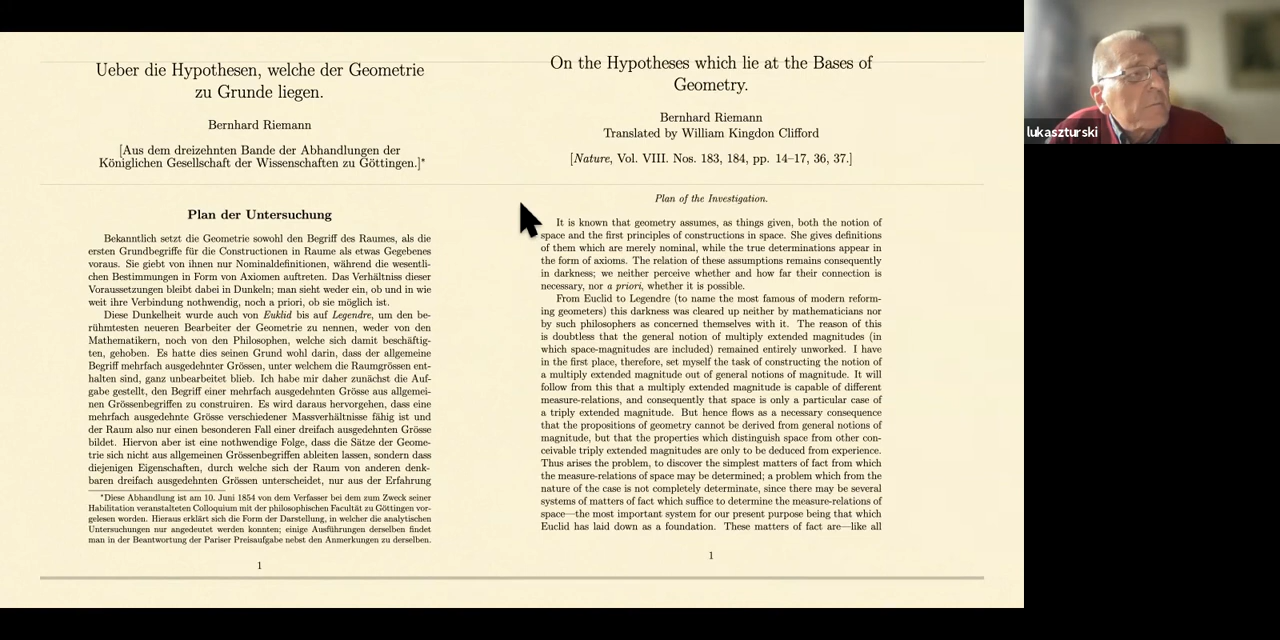 Ueber die Hypothesen, welche der Geometrie
zu Grunde liegen.
Bernhard Riemann
[Aus dem dreizehnten Bande der Abhandlungen der
Königlichen Gesellschaft der Wissenschaften zu Göttingen.]*
Plan der Untersuchung
Bekanntlich setzt die Geometrie sowohl den Begriff des Raumes, als die
ersten Grundbegriffe für die Constructionen in Raume als etwas Gegebenes
voraus. Sie giebt von ihnen nur Nominaldefinitionen, während die wesentli-
chen Bestimmungen in Form von Axiomen auftreten. Das Verhältniss dieser
Voraussetzungen bleibt dabei in Dunkeln; man sieht weder ein, ob und in wie
weit ihre Verbindung nothwendig, noch a priori, ob sie möglich ist.
Diese Dunkelheit wurde auch von Euklid bis auf Legendre, um den be-
rühmtesten neueren Bearbeiter der Geometrie zu nennen, weder von den
Mathematikern, noch von den Philosophen, welche sich damit beschäftig-
ten, gehoben. Es hatte dies seinen Grund wohl darin, dass der allgemeine
Begriff mehrfach ausgedehnter Grössen, unter welchem die Raumgrössen ent-
halten sind, ganz unbearbeitet blieb. Ich habe mir daher zunächst die Auf-
gabe gestellt, den Begriff einer mehrfach ausgedehnten Grösse aus allgemei-
nen Grössenbegriffen zu construiren. Es wird daraus hervorgehen, dass eine
mehrfach ausgedehnte Grösse verschiedener Massverhältnisse fähig ist und
der Raum also nur einen besonderen Fall einer dreifach ausgedehnten Grösse
bildet. Hiervon aber ist eine nothwendige Folge, dass die Sätze der Geome-
trie sich nicht aus allgemeinen Grössenbegriffen ableiten lassen, sondern dass
diejenigen Eigenschaften, durch welche sich der Raum von anderen denk-
baren dreifach ausgedehnten Grössen unterscheidet, nur aus der Erfahrung
*Diese Abhandlung ist am 10. Juni 1854 von dem Verfasser bei dem zum Zweck seiner
Habilitation veranstalteten Colloquium mit der philosophischen Facultät zu Göttingen vor-
gelesen worden. Hieraus erklärt sich die Form der Darstellung, in welcher die analytischen
Untersuchungen nur angedeutet werden konnten; einige Ausführungen derselben findet
man in der Beantwortung der Pariser Preisaufgabe nebst den Anmerkungen zu derselben.
1
On the Hypotheses which lie at the Bases of
Geometry.
Bernhard Riemann
Translated by William Kingdon Clifford
[Nature, Vol. VIII. Nos. 183, 184, pp. 14–17, 36, 37.]
Plan of the Investigation.
It is known that geometry assumes, as things given, both the notion of
space and the first principles of constructions in space. She gives definitions
of them which are merely nominal, while the true determinations appear in
the form of axioms. The relation of these assumptions remains consequently
in darkness; we neither perceive whether and how far their connection is
necessary, nor a priori, whether it is possible.
From Euclid to Legendre (to name the most famous of modern reform-
ing geometers) this darkness was cleared up neither by mathematicians nor
by such philosophers as concerned themselves with it. The reason of this
is doubtless that the general notion of multiply extended magnitudes (in
which space-magnitudes are included) remained entirely unworked. I have
in the first place, therefore, set myself the task of constructing the notion of
a multiply extended magnitude out of general notions of magnitude. It will
follow from this that a multiply extended magnitude is capable of different
measure-relations, and consequently that space is only a particular case of
a triply extended magnitude. But hence flows as a necessary consequence
that the propositions of geometry cannot be derived from general notions of
magnitude, but that the properties which distinguish space from other con-
ceivable triply extended magnitudes are only to be deduced from experience.
Thus arises the problem, to discover the simplest matters of fact from which
the measure-relations of space may be determined; a problem which from the
nature of the case is not completely determinate, since there may be several
systems of matters of fact which suffice to determine the measure-relations of
space—the most important system for our present purpose being that which
Euclid has laid down as a foundation. These matters of fact are—like all
1
lukaszturski